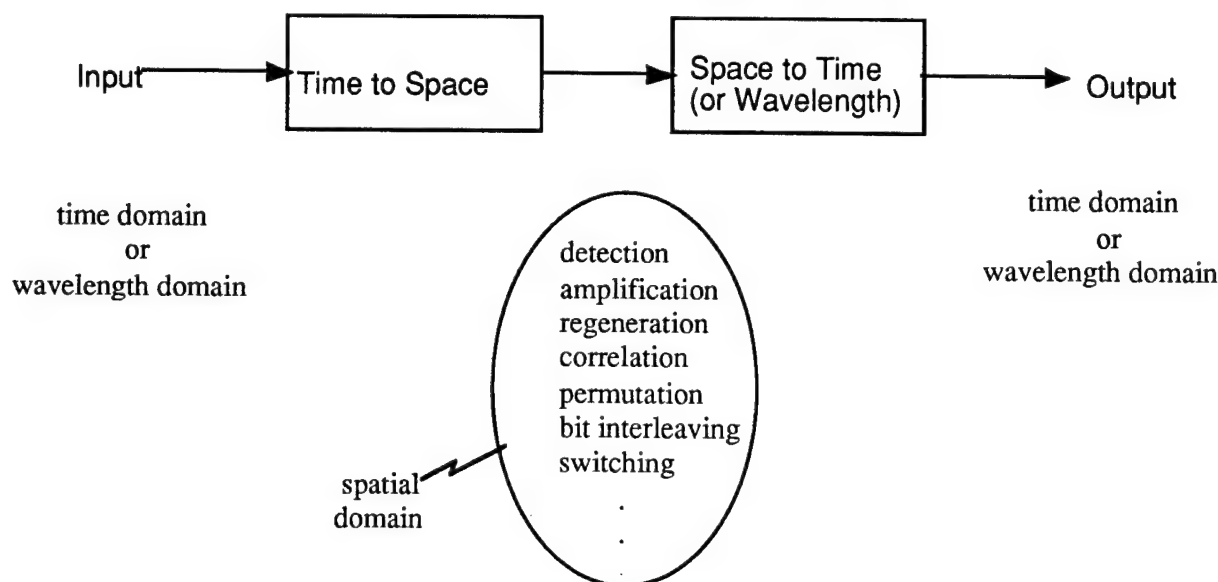 Input
Time to Space
Space to Time
(or Wavelength)
Output
time domain
or
wavelength domain
time domain
or
wavelength domain
detection
amplification
regeneration
correlation
permutation
bit interleaving
switching
.
.
.
spatial
domain